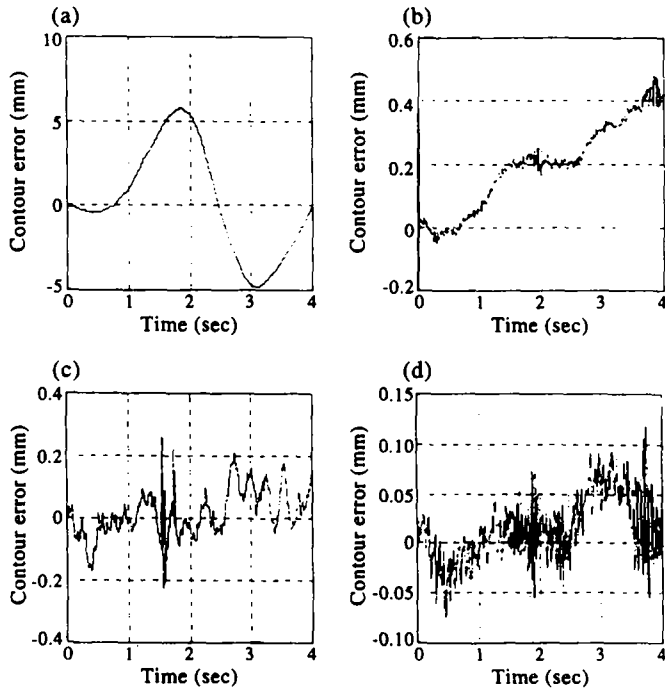 (a)
Contour error (mm)
10
5
0
-5
0 1 2 3 4
Time (sec)
(b)
Contour error (mm)
0.6
0.4
0.2
0
-0.2
0 1 2 3 4
Time (sec)
(c)
Contour error (mm)
0.4
0.2
0
-0.2
0.4
0 1 2 3 4
Time (sec)
(d)
Contour error (mm)
0.15
0.10
0.05
0
-0.05
-0.10
0 1 2 3 4
Time (sec)